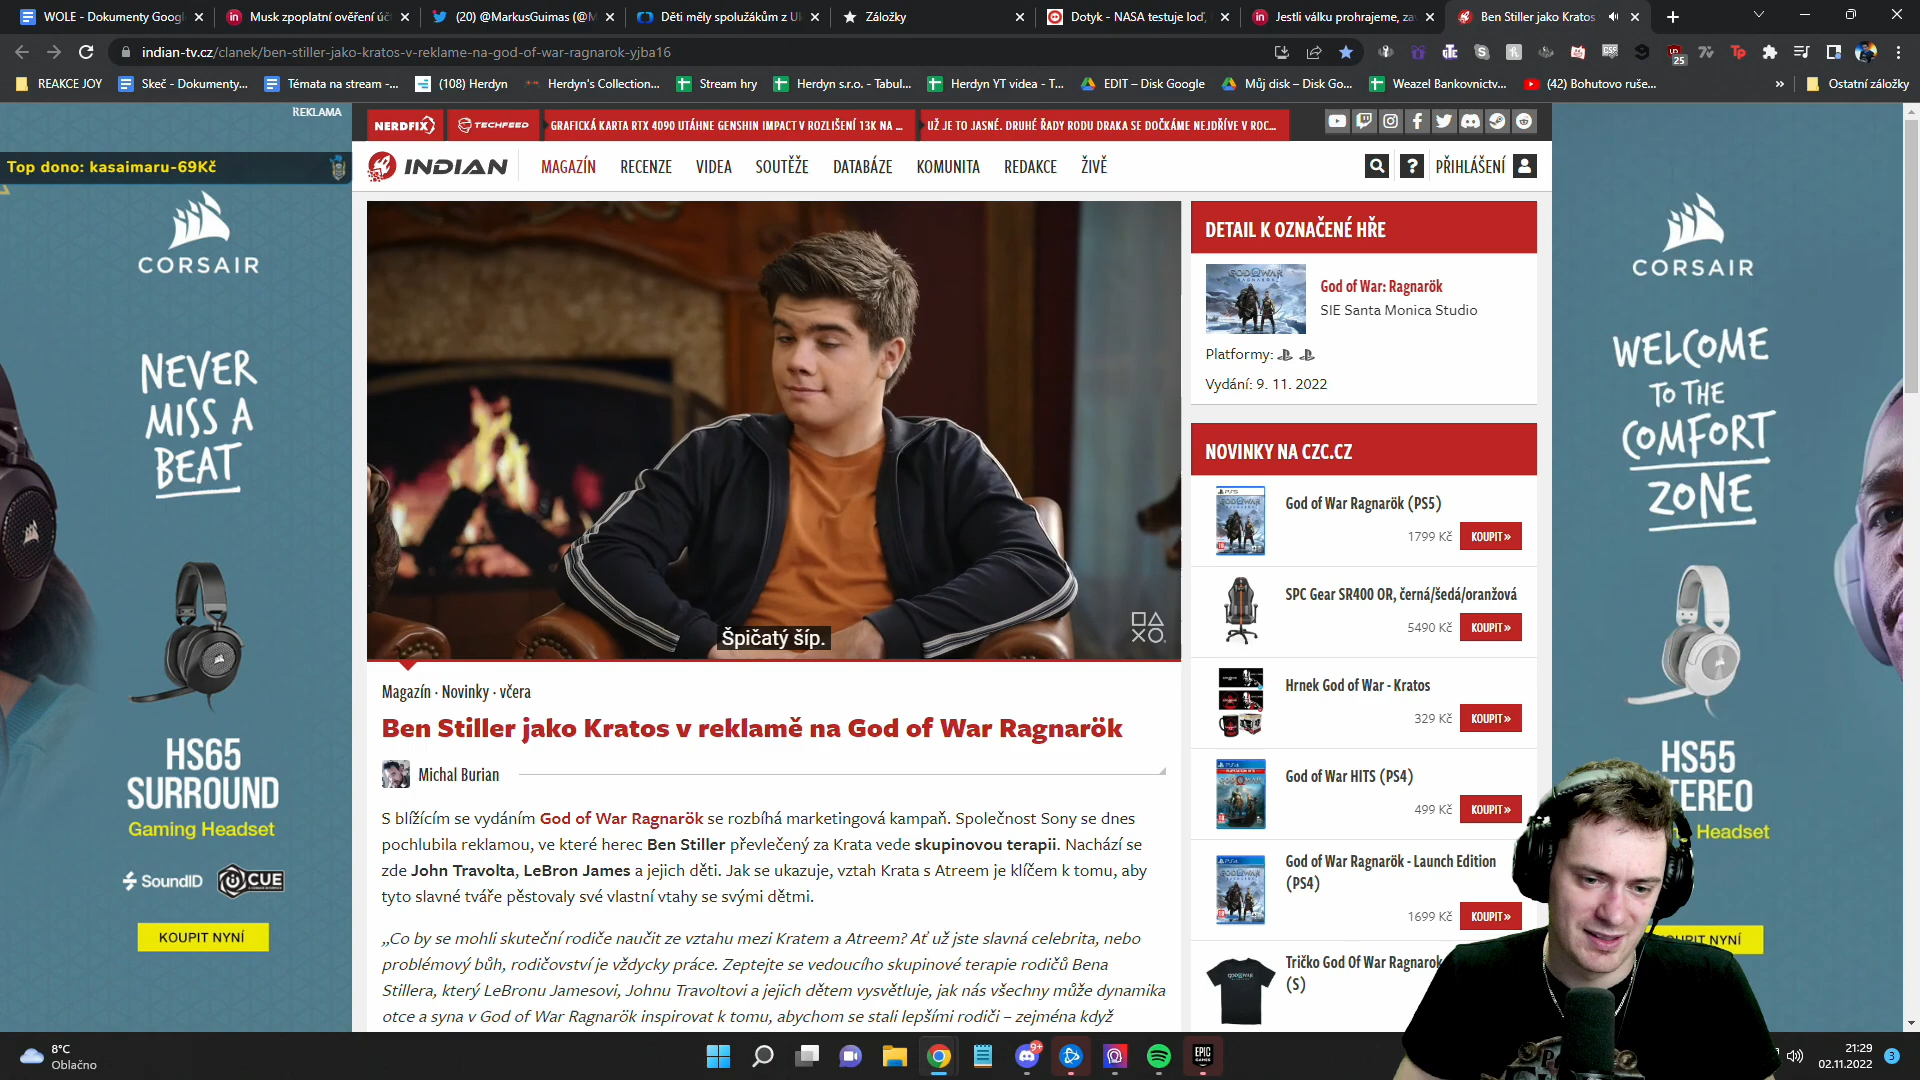 WOLE - Dokumenty Googl
Musk zpoplatní ověření úč
(20) @MarkusGuimas (@M
Děti měly spolužákům z U
Záložky
Dotyk - NASA testuje loď,
Jestli válku prohrajeme, za
Ben Stiller jako Kratos
indian-tv.cz/clanek/ben-stiller-jako-kratos-v-reklame-na-god-of-war-ragnarok-yjba16
25
REAKCE JOY
Skeč - Dokumenty...
Témata na stream -...
(108) Herdyn
Herdyn's Collection...
Stream hry
Herdyn s.r.o. - Tabul...
Herdyn YT videa - T...
EDIT – Disk Google
Můj disk – Disk Go...
Weazel Bankovnictv...
(42) Bohutovo ruše...
»
Ostatní záložky
REKLAMA
Top dono: kasaimaru-69Kč
CORSAIR
NEVER
MISS A
BEAT
HS65
SURROUND
Gaming Headset
SoundID
iCUE
KOUPIT NYNÍ
NERDFIX
TECHFEED
GRAFICKÁ KARTA RTX 4090 UTÁHNE GENSHIN IMPACT V ROZLIŠENÍ 13K NA ...
UŽ JE TO JASNÉ. DRUHÉ ŘADY RODU DRAKA SE DOČKÁME NEJDŘÍVE V ROC...
INDIAN
MAGAZÍN
RECENZE
VIDEA
SOUTĚŽE
DATABÁZE
KOMUNITA
REDAKCE
ŽIVĚ
?
PŘIHLÁŠENÍ
Špičatý šíp.
Magazín · Novinky · včera
Ben Stiller jako Kratos v reklamě na God of War Ragnarök
Michal Burian
S blížícím se vydáním God of War Ragnarök se rozbíhá marketingová kampaň. Společnost Sony se dnes
pochlubila reklamou, ve které herec Ben Stiller převlečený za Krata vede skupinovou terapii. Nachází se
zde John Travolta, LeBron James a jejich děti. Jak se ukazuje, vztah Krata s Atreem je klíčem k tomu, aby
tyto slavné tváře pěstovaly své vlastní vtahy se svými dětmi.
„Co by se mohli skuteční rodiče naučit ze vztahu mezi Kratem a Atreem? Ať už jste slavná celebrita, nebo
problémový bůh, rodičovství je vždycky práce. Zeptejte se vedoucího skupinové terapie rodičů Bena
Stillera, který LeBronu Jamesovi, Johnu Travoltovi a jejich dětem vysvětluje, jak nás všechny může dynamika
otce a syna v God of War Ragnarök inspirovat k tomu, abychom se stali lepšími rodiči – zejména když
DETAIL K OZNAČENÉ HŘE
GOD OF WAR
God of War: Ragnarök
SIE Santa Monica Studio
Platformy:
Vydání: 9. 11. 2022
NOVINKY NA CZC.CZ
God of War Ragnarök (PS5)
1799 Kč
KOUPIT »
SPC Gear SR400 OR, černá/šedá/oranžová
5490 Kč
KOUPIT »
Hrnek God of War - Kratos
329 Kč
KOUPIT »
God of War HITS (PS4)
499 Kč
KOUPIT »
God of War Ragnarök - Launch Edition
(PS4)
1699 Kč
KOUPIT »
Tričko God Of War Ragnarok
(S)
CORSAIR
WELCOME
TO THE
COMFORT
ZONE
HS55
TEREO
Headset
8°C
Oblačno
9+
EPIC
GAMES
21:29
02.11.2022
3